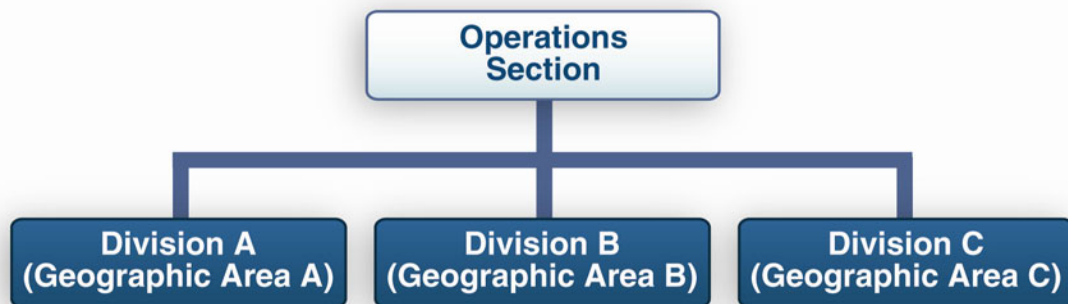 Operations
Section
Division A
(Geographic Area A)
Division B
(Geographic Area B)
Division C
(Geographic Area C)